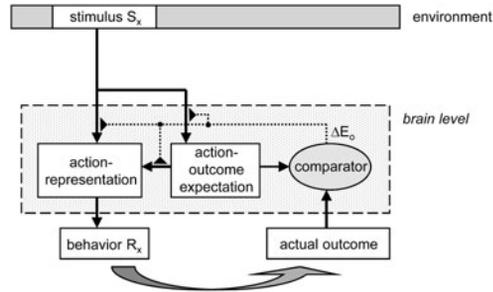 stimulus Sx
environment
brain level
ΔEo
action-
representation
action-
outcome
expectation
comparator
behavior Rx
actual outcome